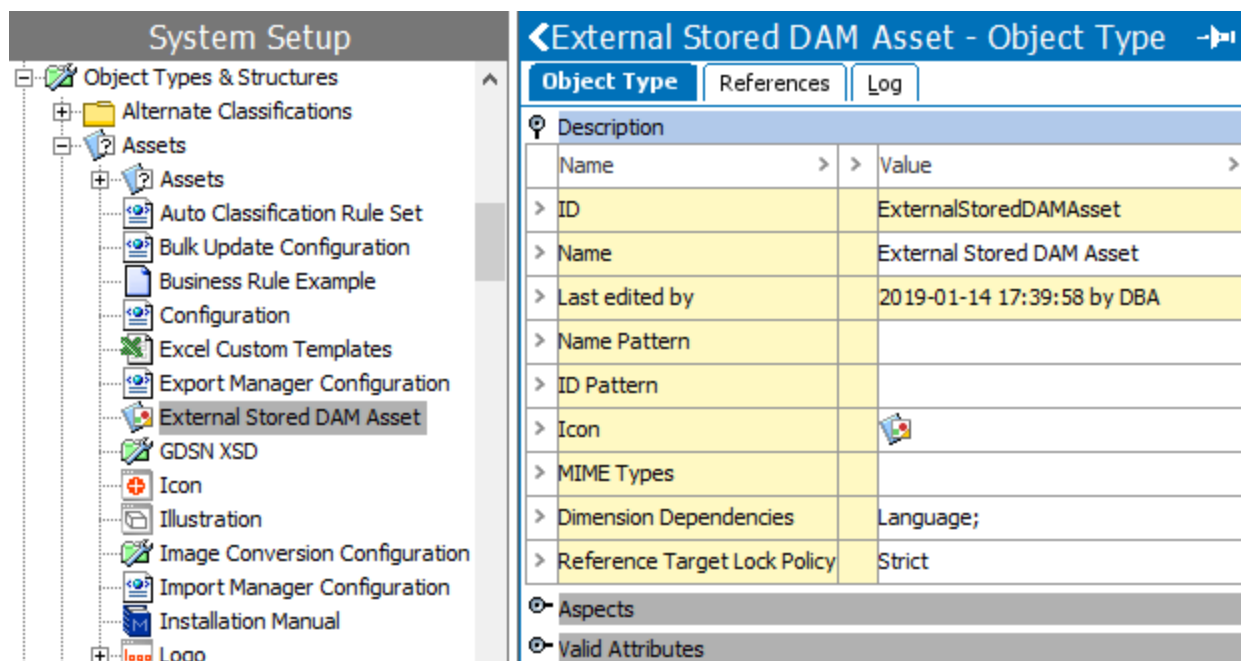 System Setup
Object Types & Structures
Alternate Classifications
Assets
Assets
Auto Classification Rule Set
Bulk Update Configuration
Business Rule Example
Configuration
Excel Custom Templates
Export Manager Configuration
External Stored DAM Asset
GDSN XSD
Icon
Illustration
Image Conversion Configuration
Import Manager Configuration
Installation Manual
Logo
External Stored DAM Asset - Object Type
Object Type References Log
Description
Name > > Value >
> ID ExternalStoredDAMAsset
> Name External Stored DAM Asset
> Last edited by 2019-01-14 17:39:58 by DBA
> Name Pattern
> ID Pattern
> Icon
> MIME Types
> Dimension Dependencies Language;
> Reference Target Lock Policy Strict
Aspects
Valid Attributes